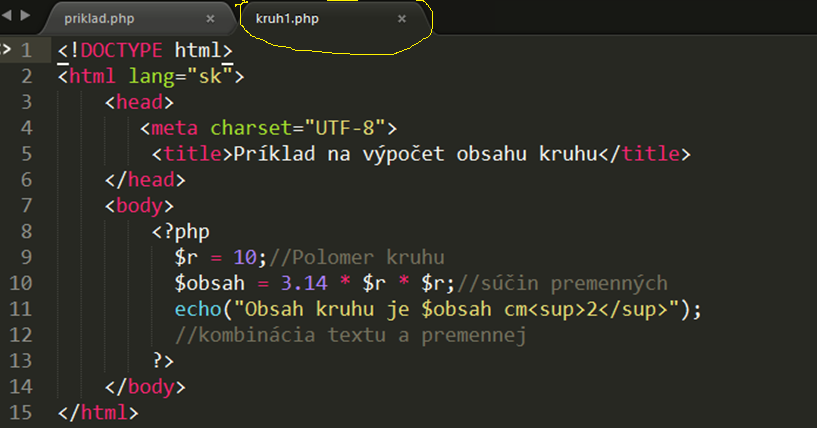 priklad.php × kruh1.php ×
1 <!DOCTYPE html>
2 <html lang="sk">
3 <head>
4 <meta charset="UTF-8">
5 <title>Príklad na výpočet obsahu kruhu</title>
6 </head>
7 <body>
8 <?php
9 $r = 10;//Polomer kruhu
10 $obsah = 3.14 * $r * $r;//súčin premenných
11 echo("Obsah kruhu je $obsah cm<sup>2</sup>");
12 //kombinácia textu a premennej
13 ?>
14 </body>
15 </html>